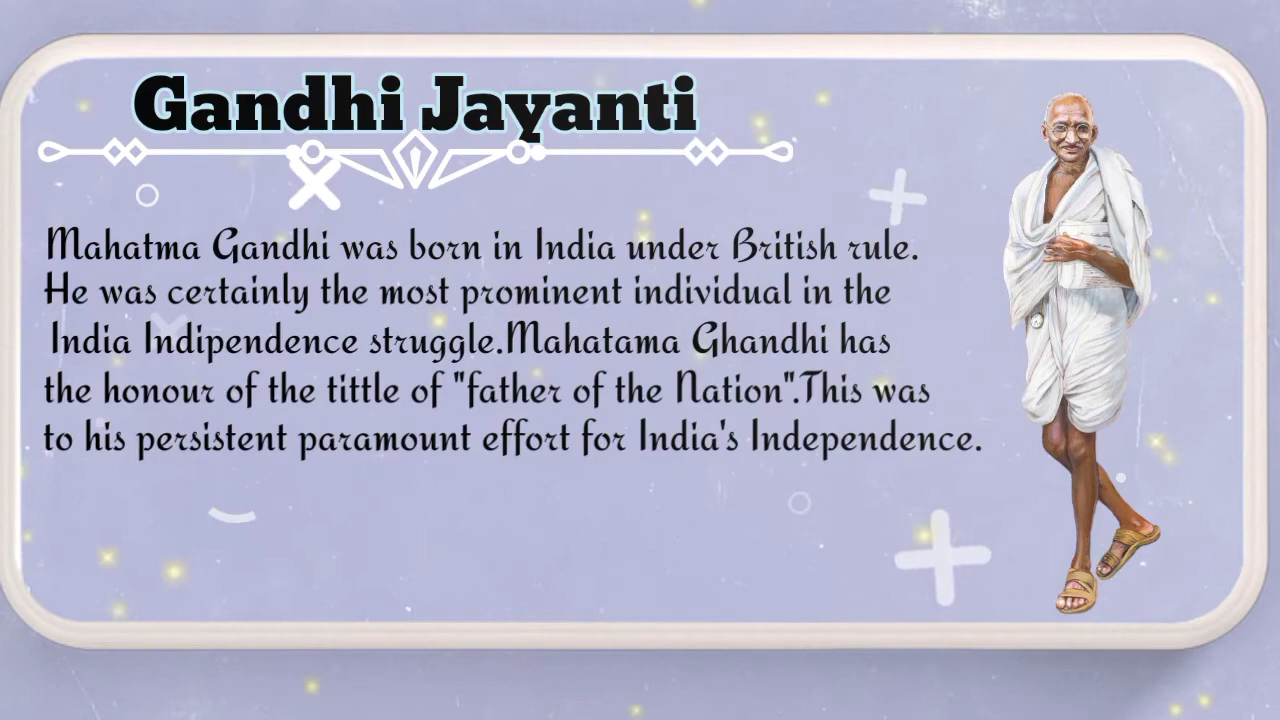 Gandhi Jayanti
Mahatma Gandhi was born in India under British rule.
He was certainly the most prominent individual in the
India Indipendence struggle.Mahatama Ghandhi has
the honour of the tittle of "father of the Nation".This was
to his persistent paramount effort for India's Independence.